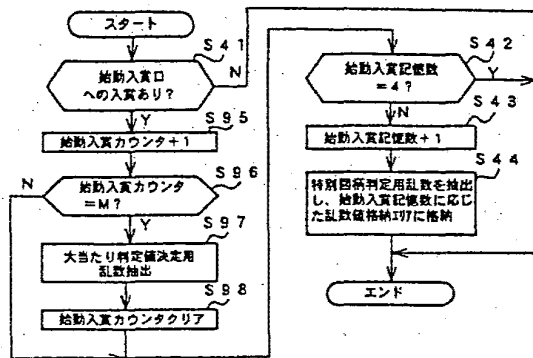 スタート
S41
始動入賞口
への入賞あり?
N
Y
S95
始動入賞カウンタ+1
S96
始動入賞カウンタ
=M?
N
Y
S97
大当たり判定値決定用
乱数抽出
S98
始動入賞カウンタクリア
S42
始動入賞記憶数
=4?
Y
N
S43
始動入賞記憶数+1
S44
特別図柄判定用乱数を抽出
し、始動入賞記憶数に応じ
た乱数値格納エリアに格納
エンド